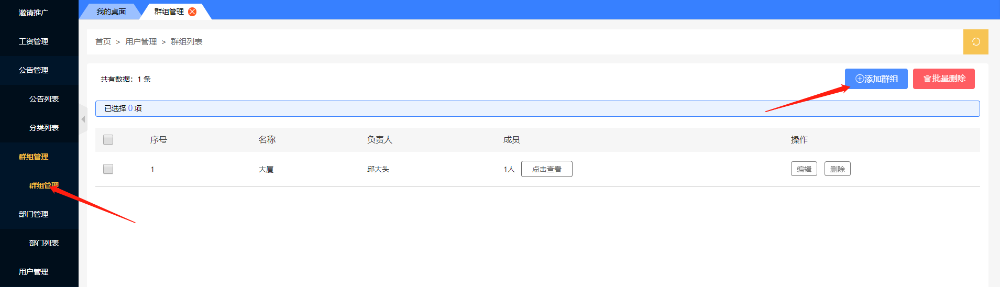 邀请推广
工资管理
公告管理
公告列表
分类列表
群组管理
群组管理
部门管理
部门列表
用户管理
我的桌面
群组管理
首页 > 用户管理 > 群组列表
共有数据：1 条
添加群组
批量删除
已选择 0 项
序号 名称 负责人 成员 操作
1 大厦 邱大头 1人 点击查看 编辑 删除